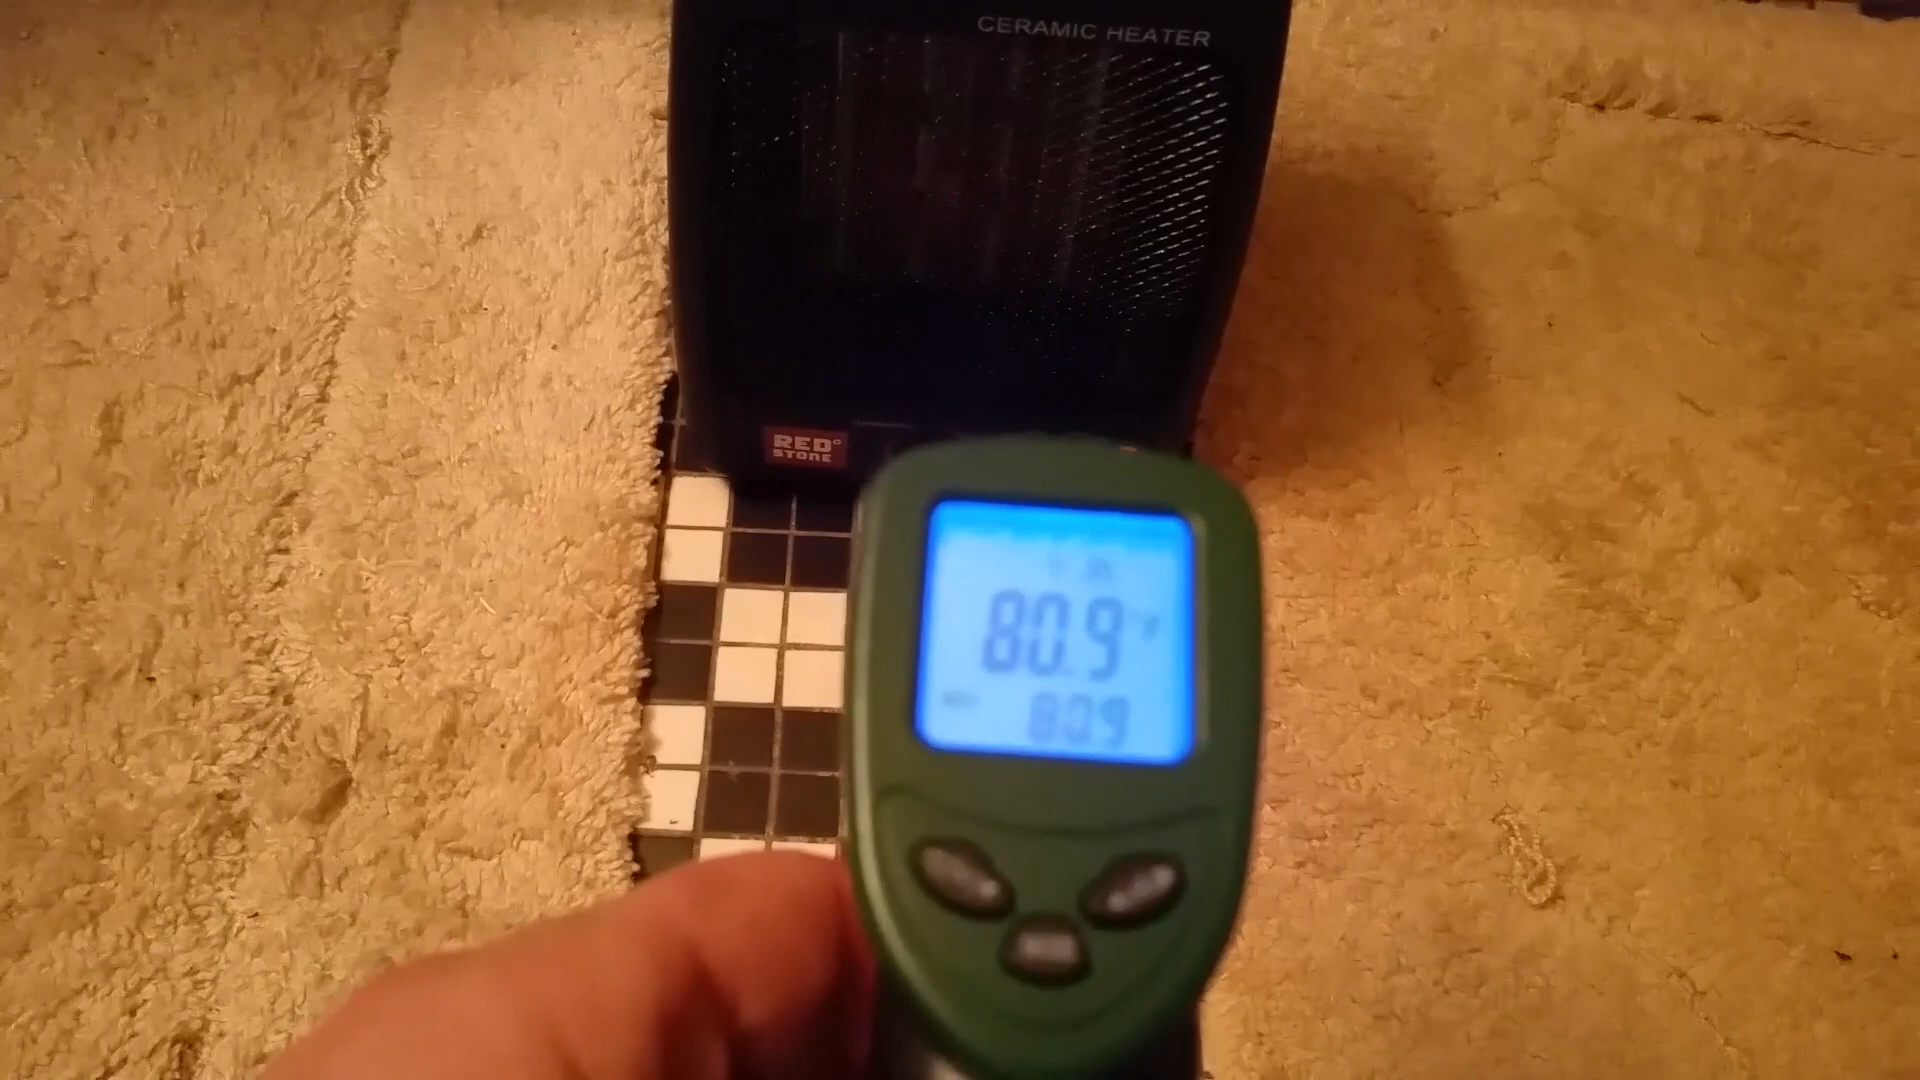 CERAMIC HEATER
RED
STONE
80.9 °F
80.9